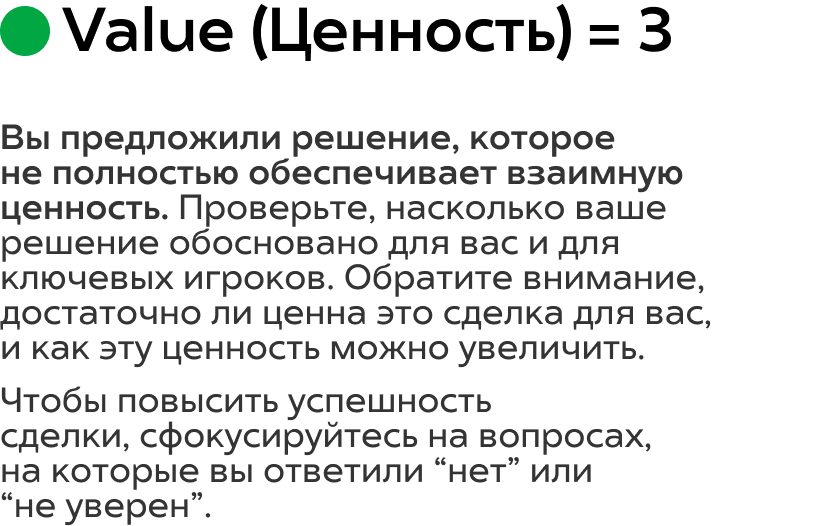 Value (Ценность) = 3
Вы предложили решение, которое
не полностью обеспечивает взаимную
ценность. Проверьте, насколько ваше
решение обосновано для вас и для
ключевых игроков. Обратите внимание,
достаточно ли ценна это сделка для вас,
и как эту ценность можно увеличить.
Чтобы повысить успешность
сделки, сфокусируйтесь на вопросах,
на которые вы ответили “нет” или
“не уверен”.